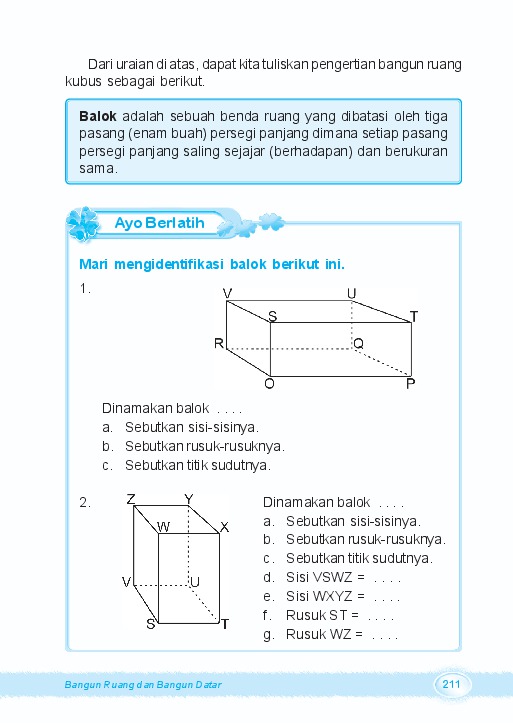 Dari uraian di atas, dapat kita tuliskan pengertian bangun ruang
kubus sebagai berikut.
Balok adalah sebuah benda ruang yang dibatasi oleh tiga
pasang (enam buah) persegi panjang dimana setiap pasang
persegi panjang saling sejajar (berhadapan) dan berukuran
sama.
Ayo Berlatih
Mari mengidentifikasi balok berikut ini.
1.
V U
S T
R Q
O P
Dinamakan balok . . . .
a. Sebutkan sisi-sisinya.
b. Sebutkan rusuk-rusuknya.
c. Sebutkan titik sudutnya.
2.
Z Y
W X
V U
S T
Dinamakan balok . . . .
a. Sebutkan sisi-sisinya.
b. Sebutkan rusuk-rusuknya.
c. Sebutkan titik sudutnya.
d. Sisi VSWZ = . . . .
e. Sisi WXYZ = . . . .
f. Rusuk ST = . . . .
g. Rusuk WZ = . . . .
Bangun Ruang dan Bangun Datar 211